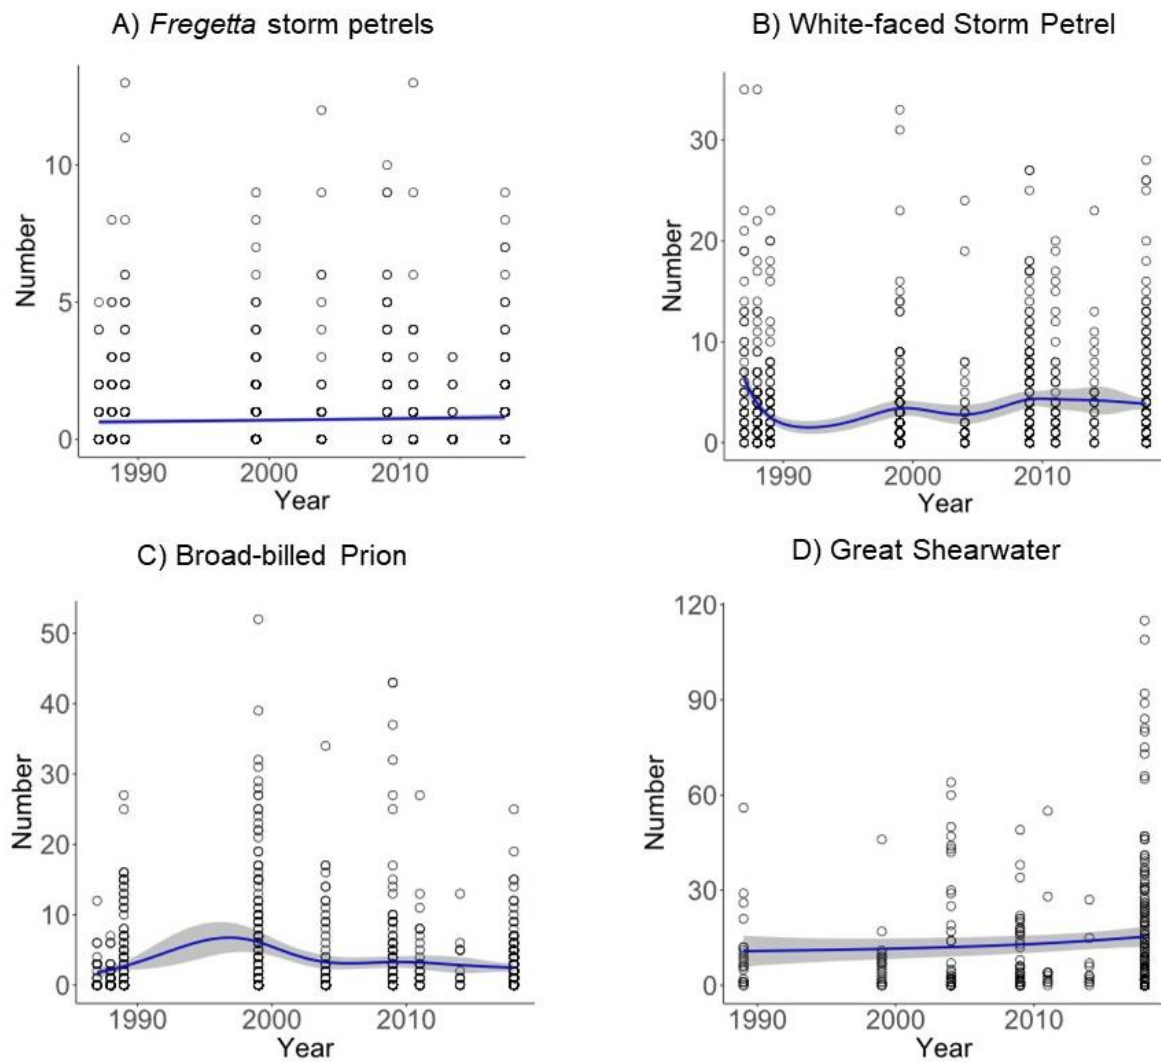 A) Fregetta storm petrels
Number
10
5
0
1990 2000 2010
Year
B) White-faced Storm Petrel
Number
30
20
10
0
1990 2000 2010
Year
C) Broad-billed Prion
Number
50
40
30
20
10
0
1990 2000 2010
Year
D) Great Shearwater
Number
120
90
60
30
0
1990 2000 2010
Year